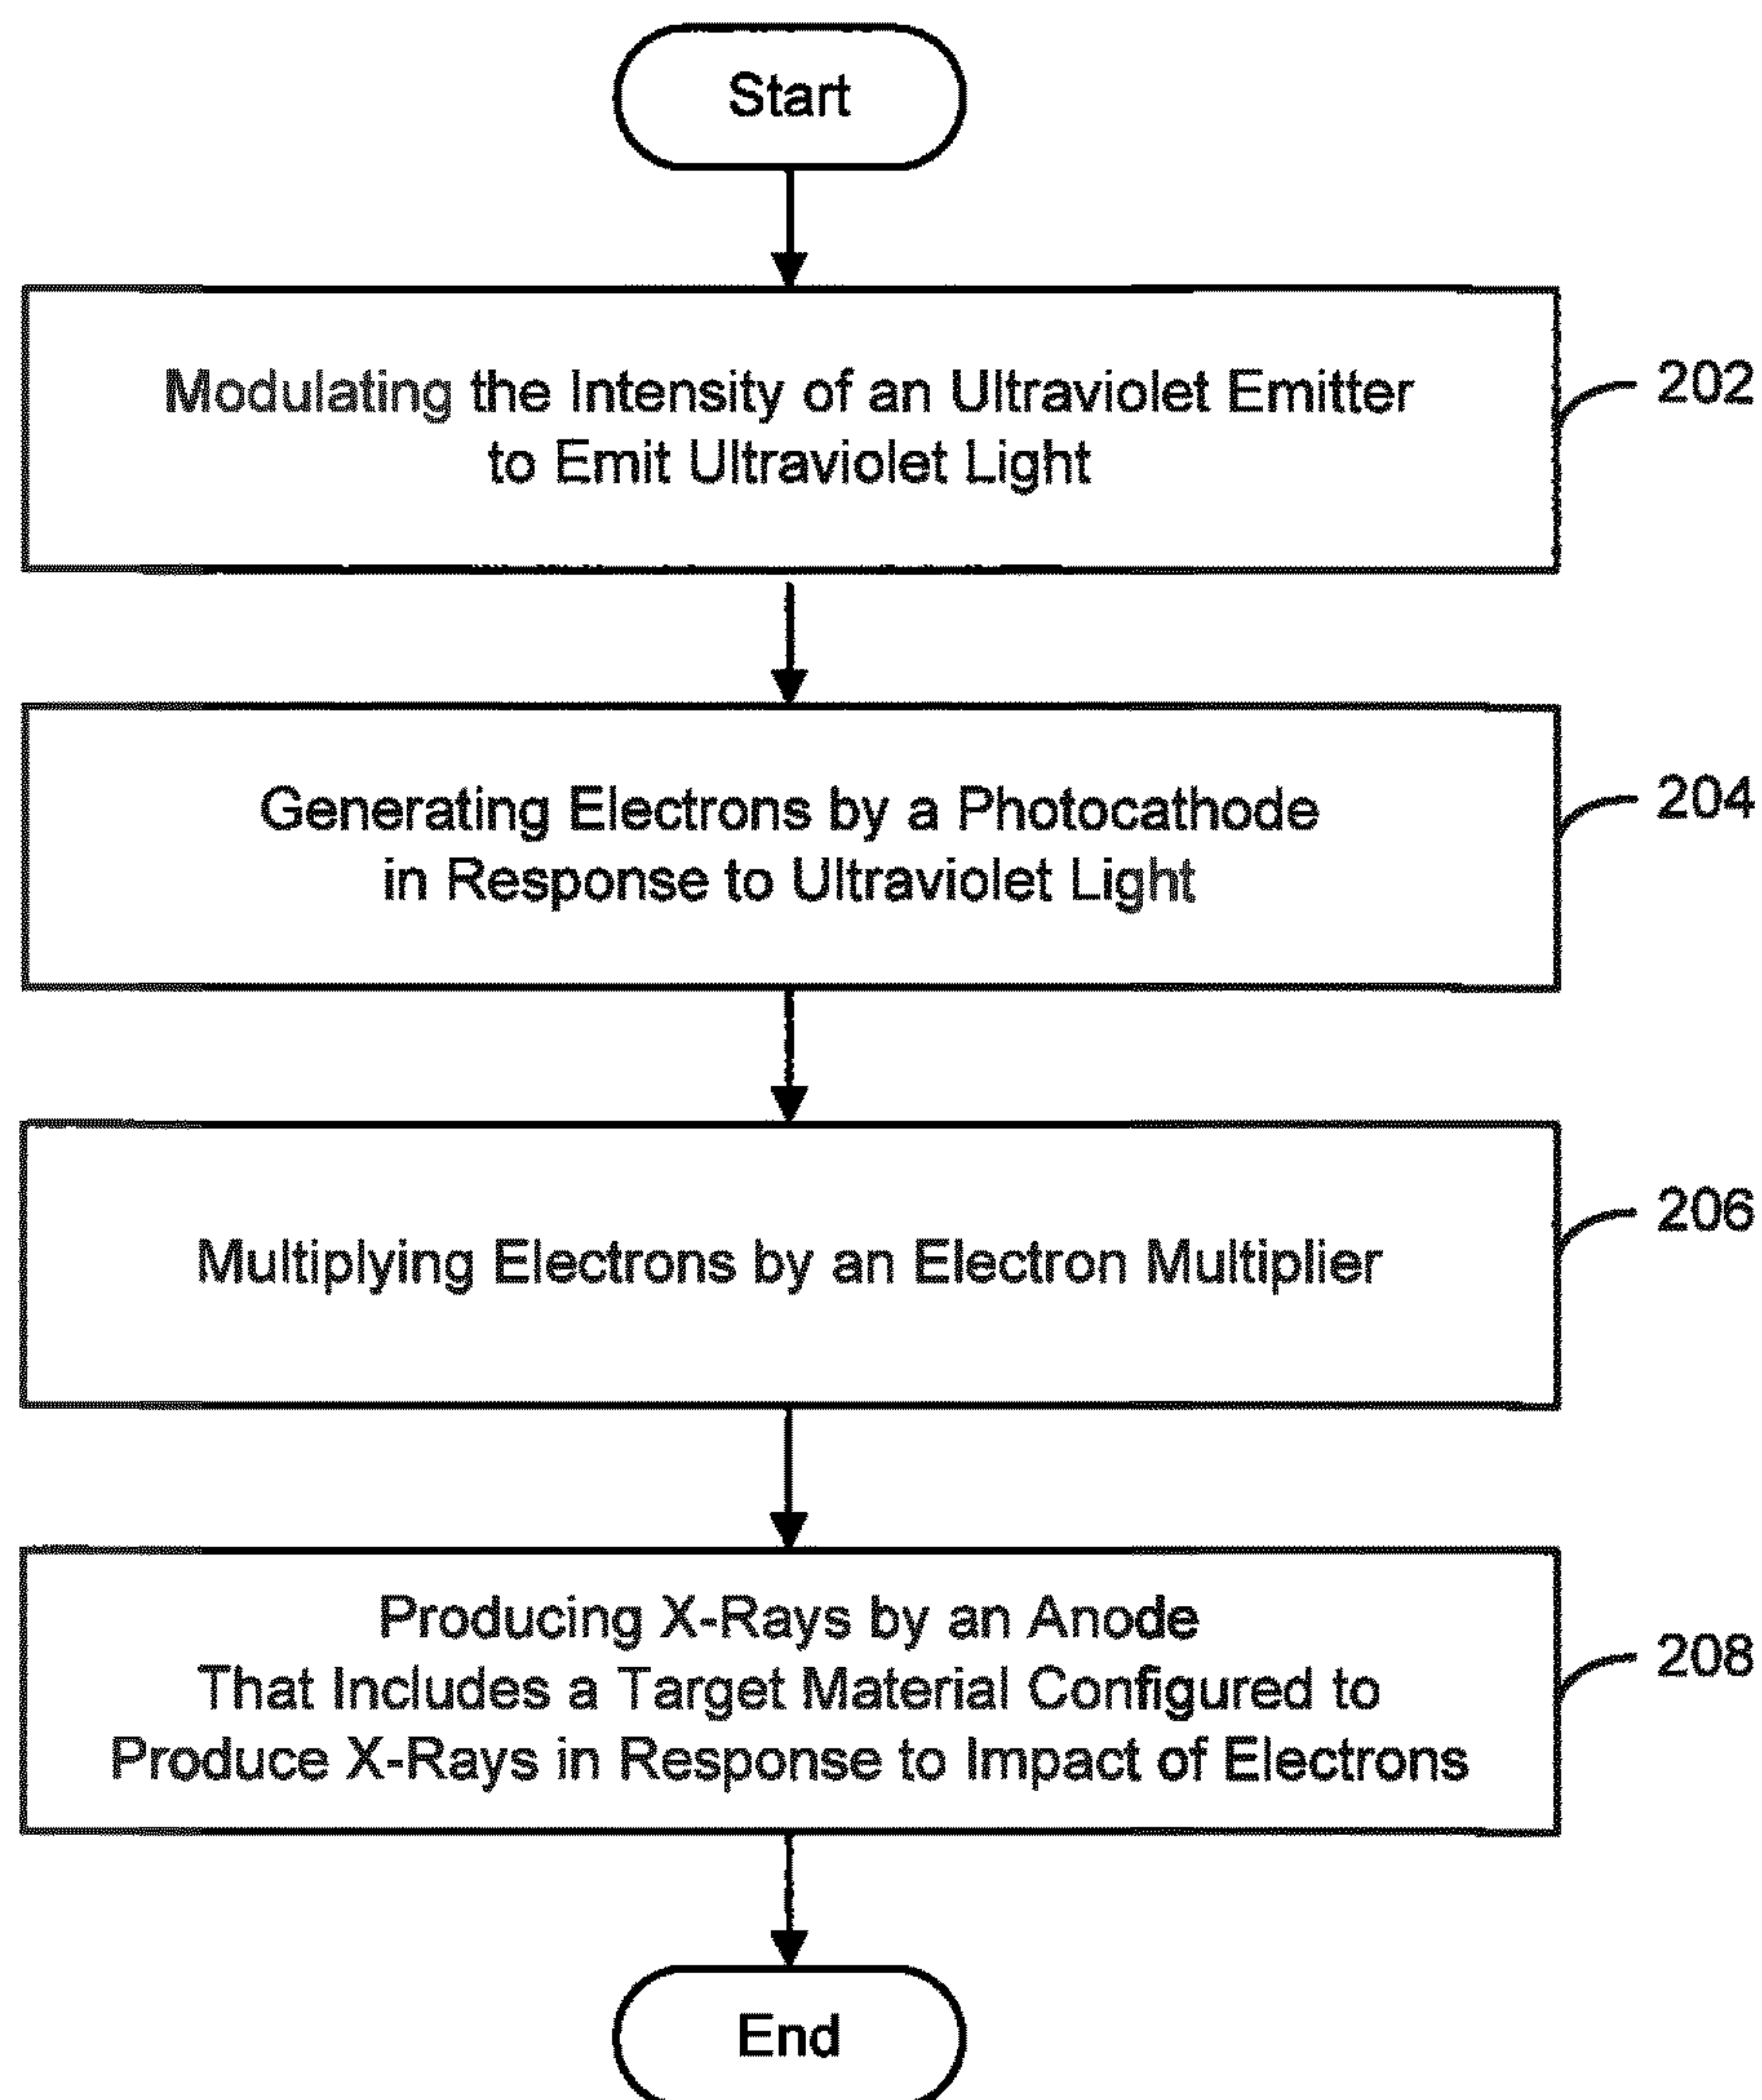 Start
Modulating the Intensity of an Ultraviolet Emitter
to Emit Ultraviolet Light
202
Generating Electrons by a Photocathode
in Response to Ultraviolet Light
204
Multiplying Electrons by an Electron Multiplier
206
Producing X-Rays by an Anode
That Includes a Target Material Configured to
Produce X-Rays in Response to Impact of Electrons
208
End